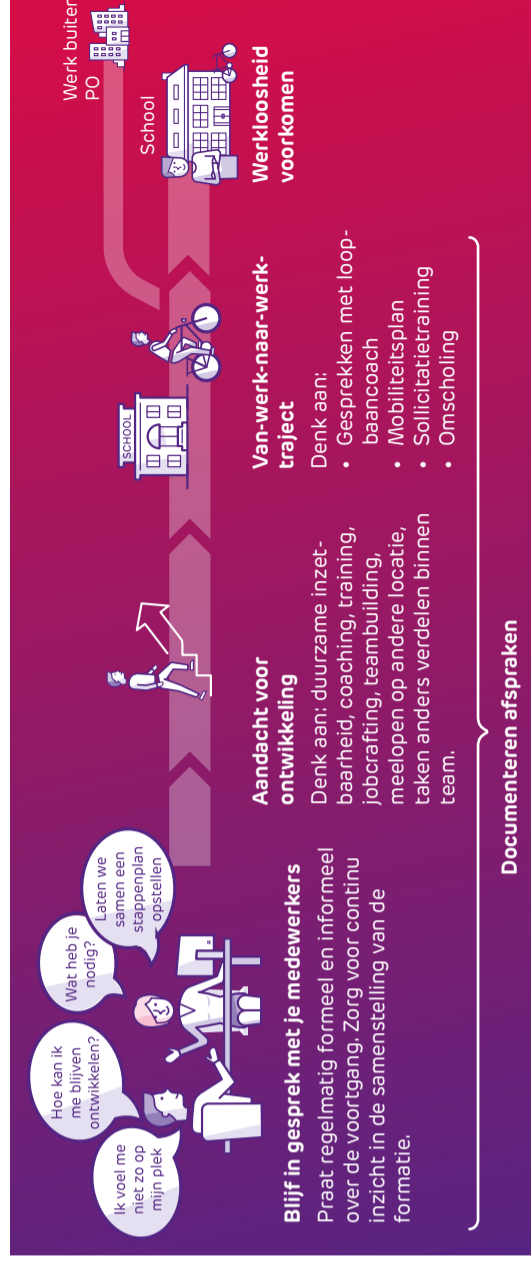 Ik voel me
niet zo op
mijn plek
Hoe kan ik
me blijven
ontwikkelen?
Wat heb je
nodig?
Laten we
samen een
stappenplan
opstellen
Blijf in gesprek met je medewerkers
Praat regelmatig formeel en informeel
over de voortgang. Zorg voor continu
inzicht in de samenstelling van de
formatie.
Aandacht voor
ontwikkeling
Denk aan: duurzame inzet-
baarheid, coaching, training,
jobcrafting, teambuilding,
meelopen op andere locatie,
taken anders verdelen binnen
team.
SCHOOL
Van-werk-naar-werk-
traject
Denk aan:
• Gesprekken met loop-
baancoach
• Mobiliteitsplan
• Sollicitatietraining
• Omscholing
Werk buiten
PO
School
Werkloosheid
voorkomen
Documenteren afspraken